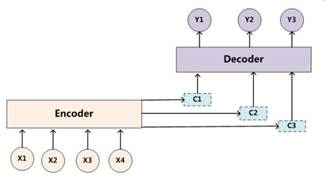 Y1 Y2 Y3
Decoder
C1
Encoder
C2
C3
X1 X2 X3 X4